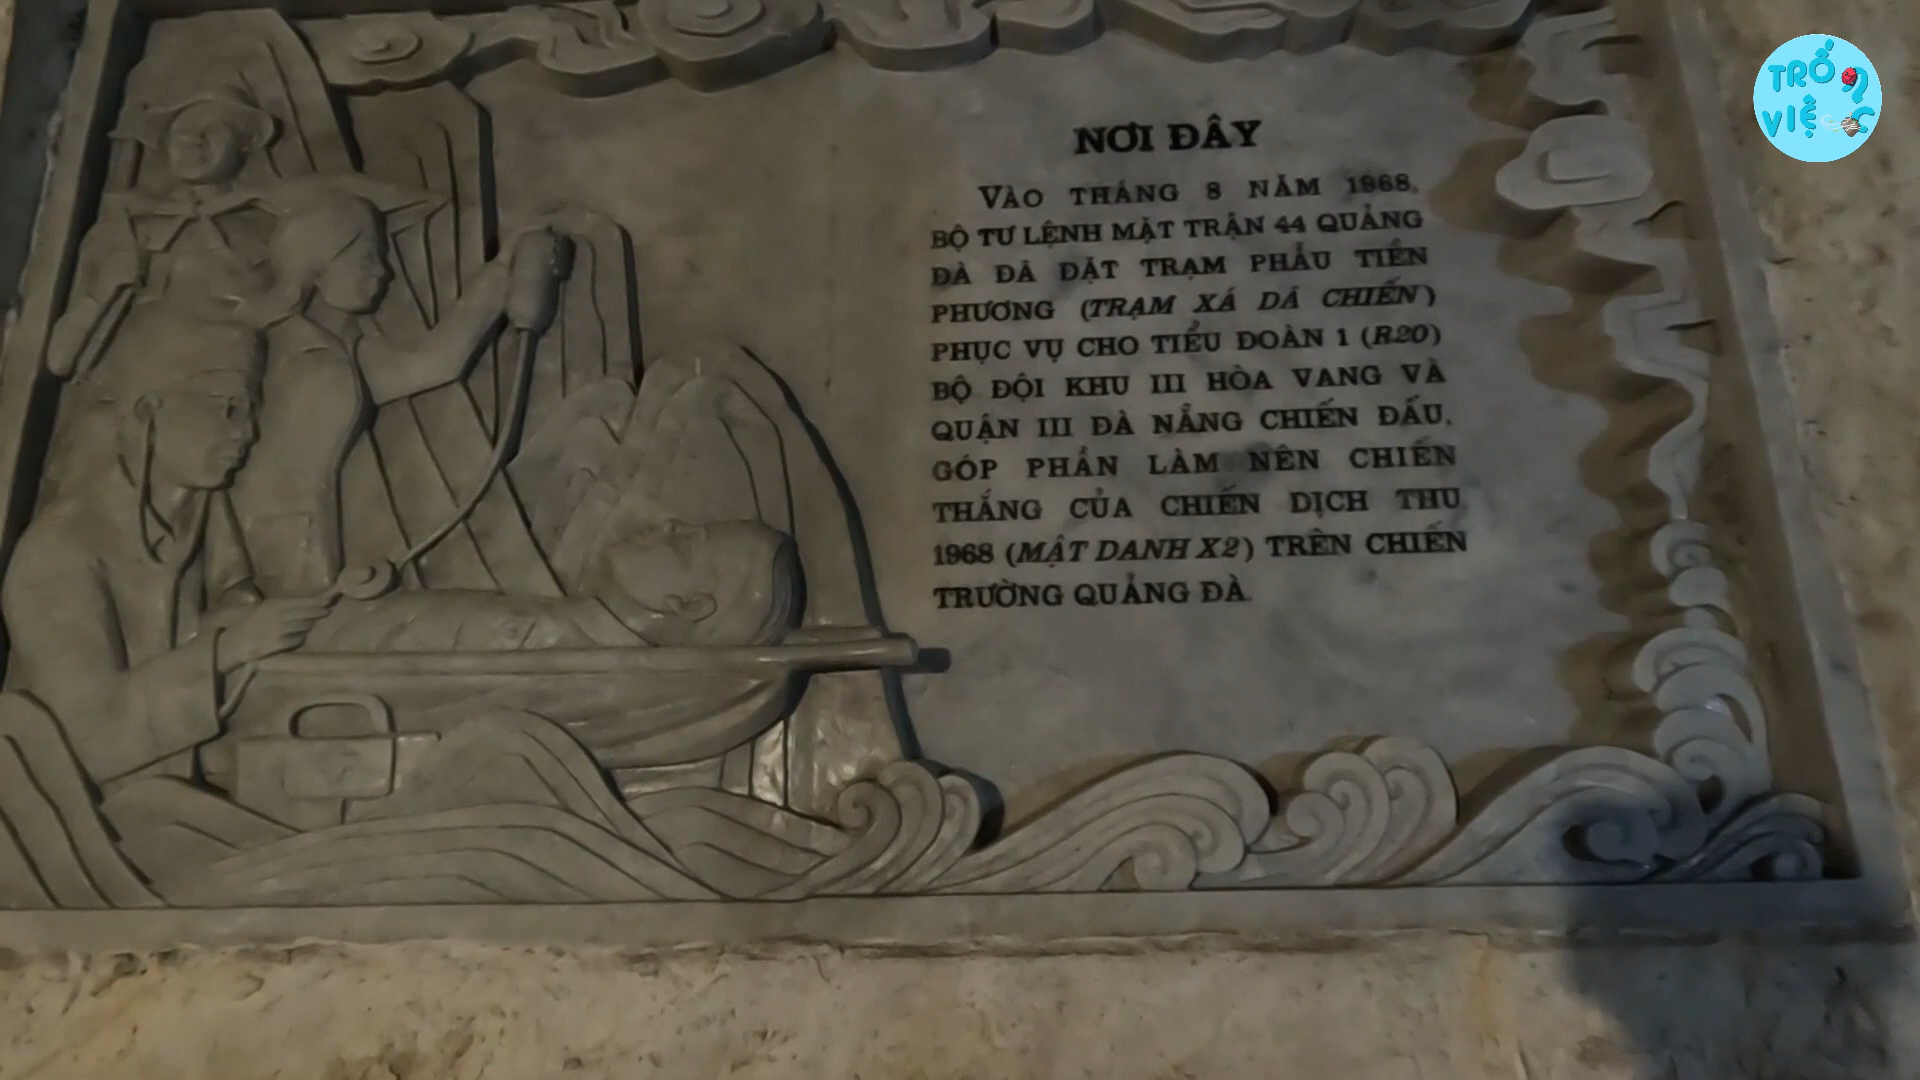 TRỐN
VIỆC
NƠI ĐÂY
VÀO THÁNG 8 NĂM 1968,
BỘ TƯ LỆNH MẶT TRẬN 44 QUẢNG
ĐÀ ĐÃ ĐẶT TRẠM PHẪU TIỀN
PHƯƠNG (TRẠM XÁ DÃ CHIẾN)
PHỤC VỤ CHO TIỂU ĐOÀN 1 (R20)
BỘ ĐỘI KHU III HÒA VANG VÀ
QUẬN III ĐÀ NẴNG CHIẾN ĐẤU,
GÓP PHẦN LÀM NÊN CHIẾN
THẮNG CỦA CHIẾN DỊCH THU
1968 (MẬT DANH X2) TRÊN CHIẾN
TRƯỜNG QUẢNG ĐÀ.